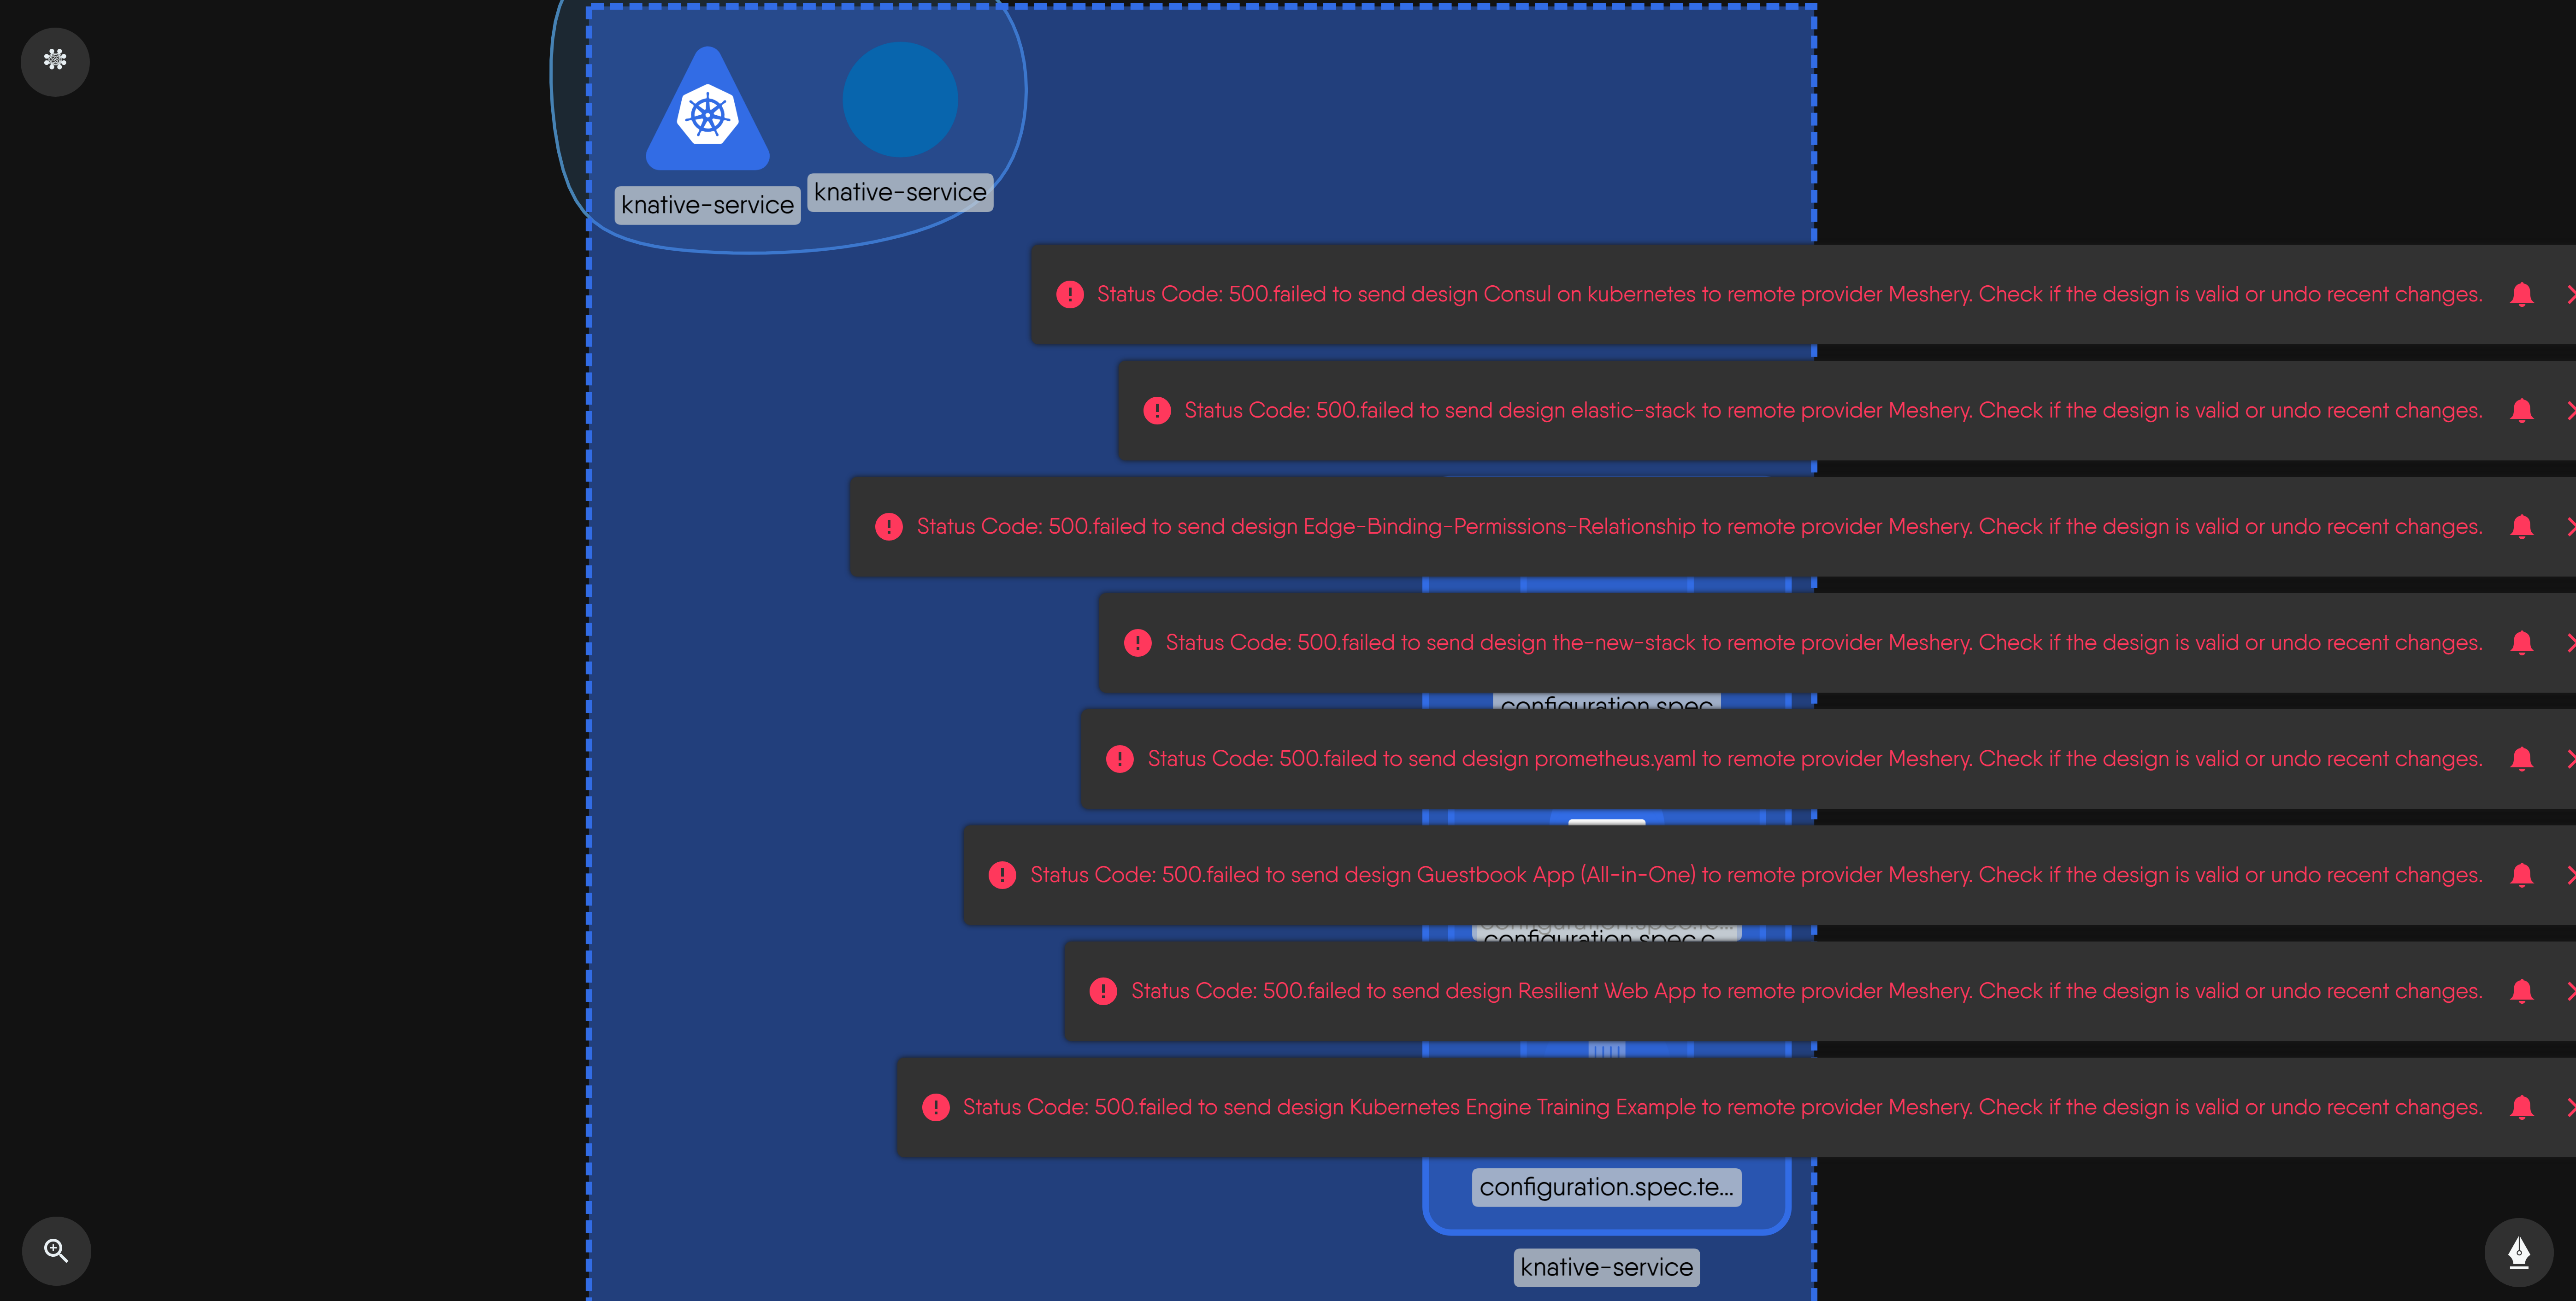 knative-service
knative-service
Status Code: 500.failed to send design Consul on kubernetes to remote provider Meshery. Check if the design is valid or undo recent changes.
Status Code: 500.failed to send design elastic-stack to remote provider Meshery. Check if the design is valid or undo recent changes.
Status Code: 500.failed to send design Edge-Binding-Permissions-Relationship to remote provider Meshery. Check if the design is valid or undo recent changes.
Status Code: 500.failed to send design the-new-stack to remote provider Meshery. Check if the design is valid or undo recent changes.
configuration.spec
Status Code: 500.failed to send design prometheus.yaml to remote provider Meshery. Check if the design is valid or undo recent changes.
Status Code: 500.failed to send design Guestbook App (All-in-One) to remote provider Meshery. Check if the design is valid or undo recent changes.
configuration.spec.te...
configuration.spec.c...
Status Code: 500.failed to send design Resilient Web App to remote provider Meshery. Check if the design is valid or undo recent changes.
Status Code: 500.failed to send design Kubernetes Engine Training Example to remote provider Meshery. Check if the design is valid or undo recent changes.
configuration.spec.te...
knative-service